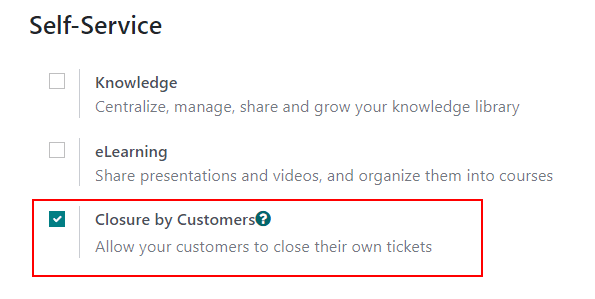 Self-Service
Knowledge
Centralize, manage, share and grow your knowledge library
eLearning
Share presentations and videos, and organize them into courses
Closure by Customers?
Allow your customers to close their own tickets